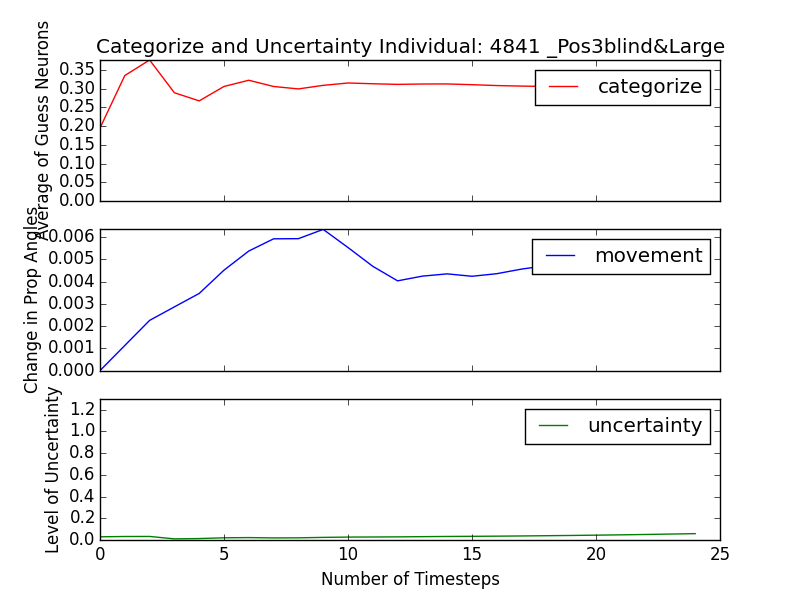 Categorize and Uncertainty Individual: 4841 _Pos3blind&Large
Average of Guess Neurons
0.35
0.30
0.25
0.20
0.15
0.10
0.05
0.00
categorize
Change in Prop Angles
0.006
0.005
0.004
0.003
0.002
0.001
0.000
movement
Level of Uncertainty
1.2
1.0
0.8
0.6
0.4
0.2
0.0
uncertainty
0 5 10 15 20 25
Number of Timesteps